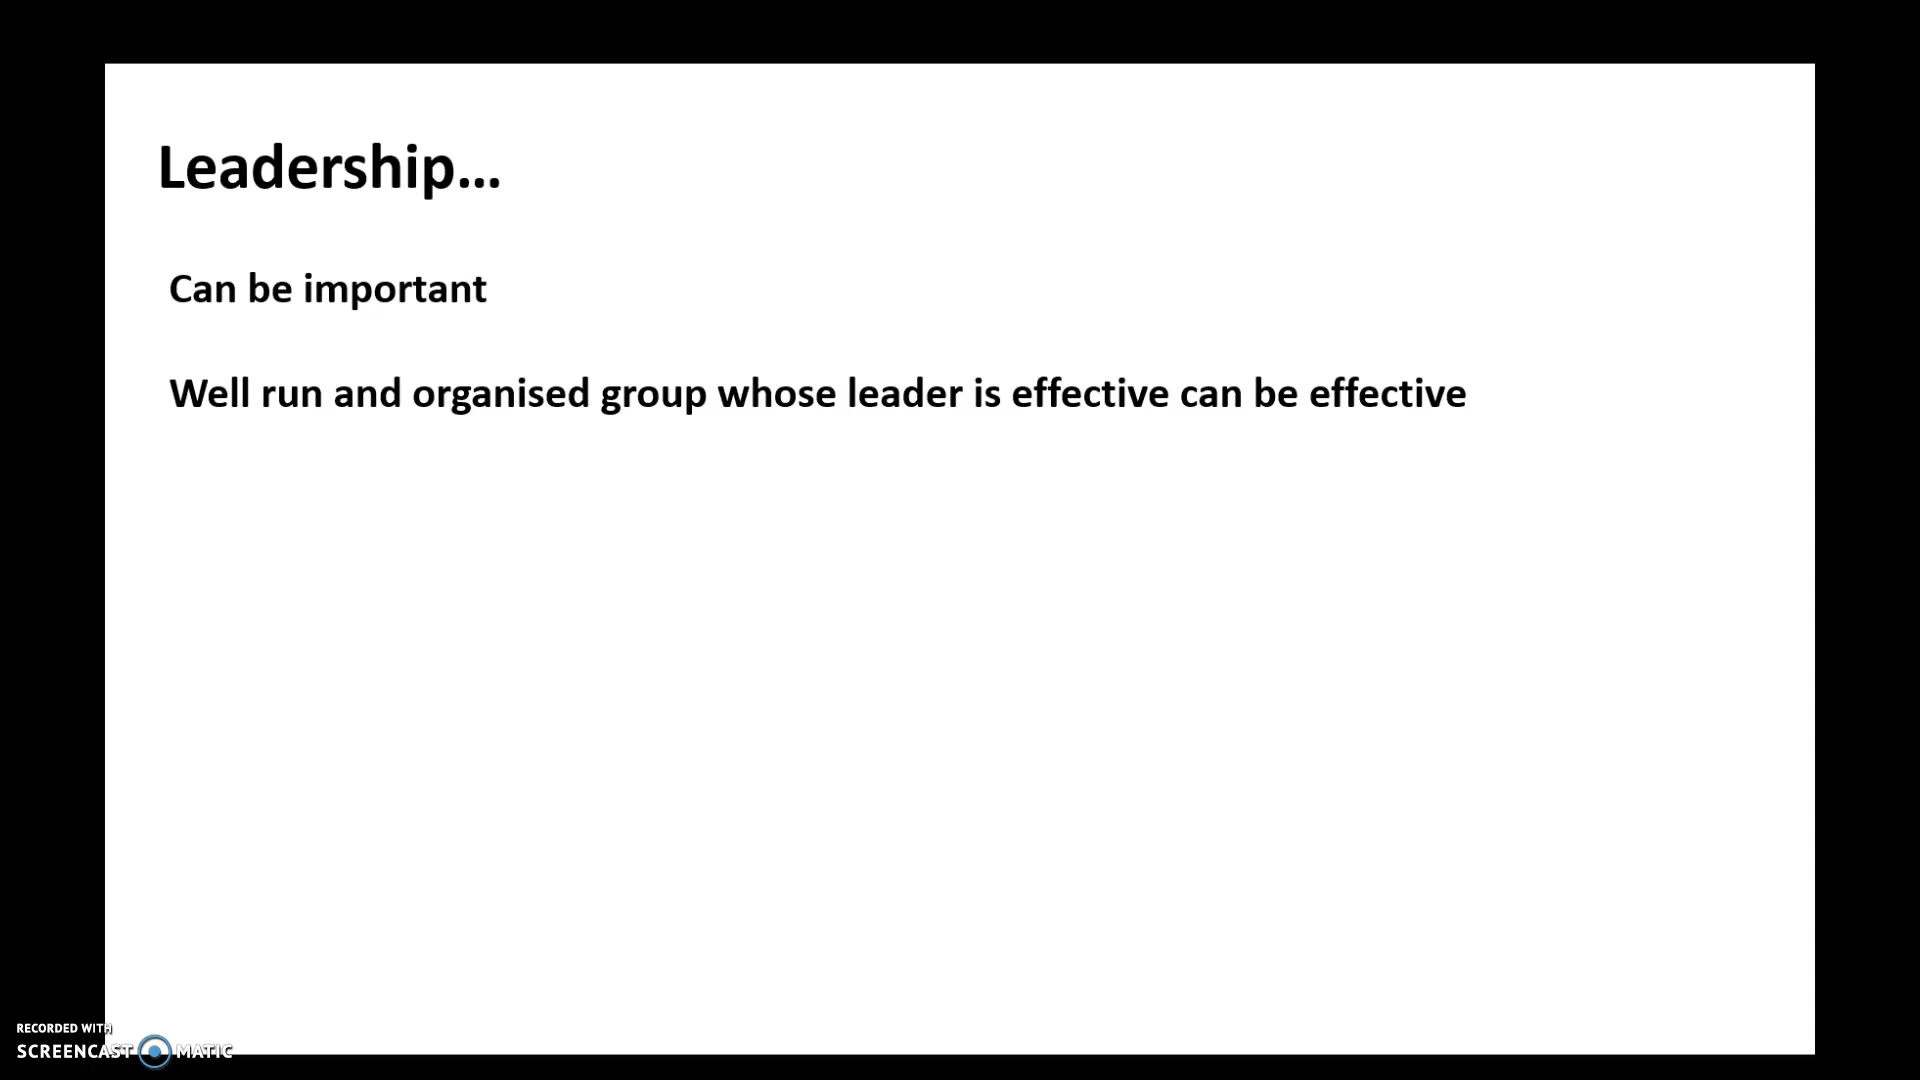 Leadership...
Can be important
Well run and organised group whose leader is effective can be effective
RECORDED WITH
SCREENCAST MATIC